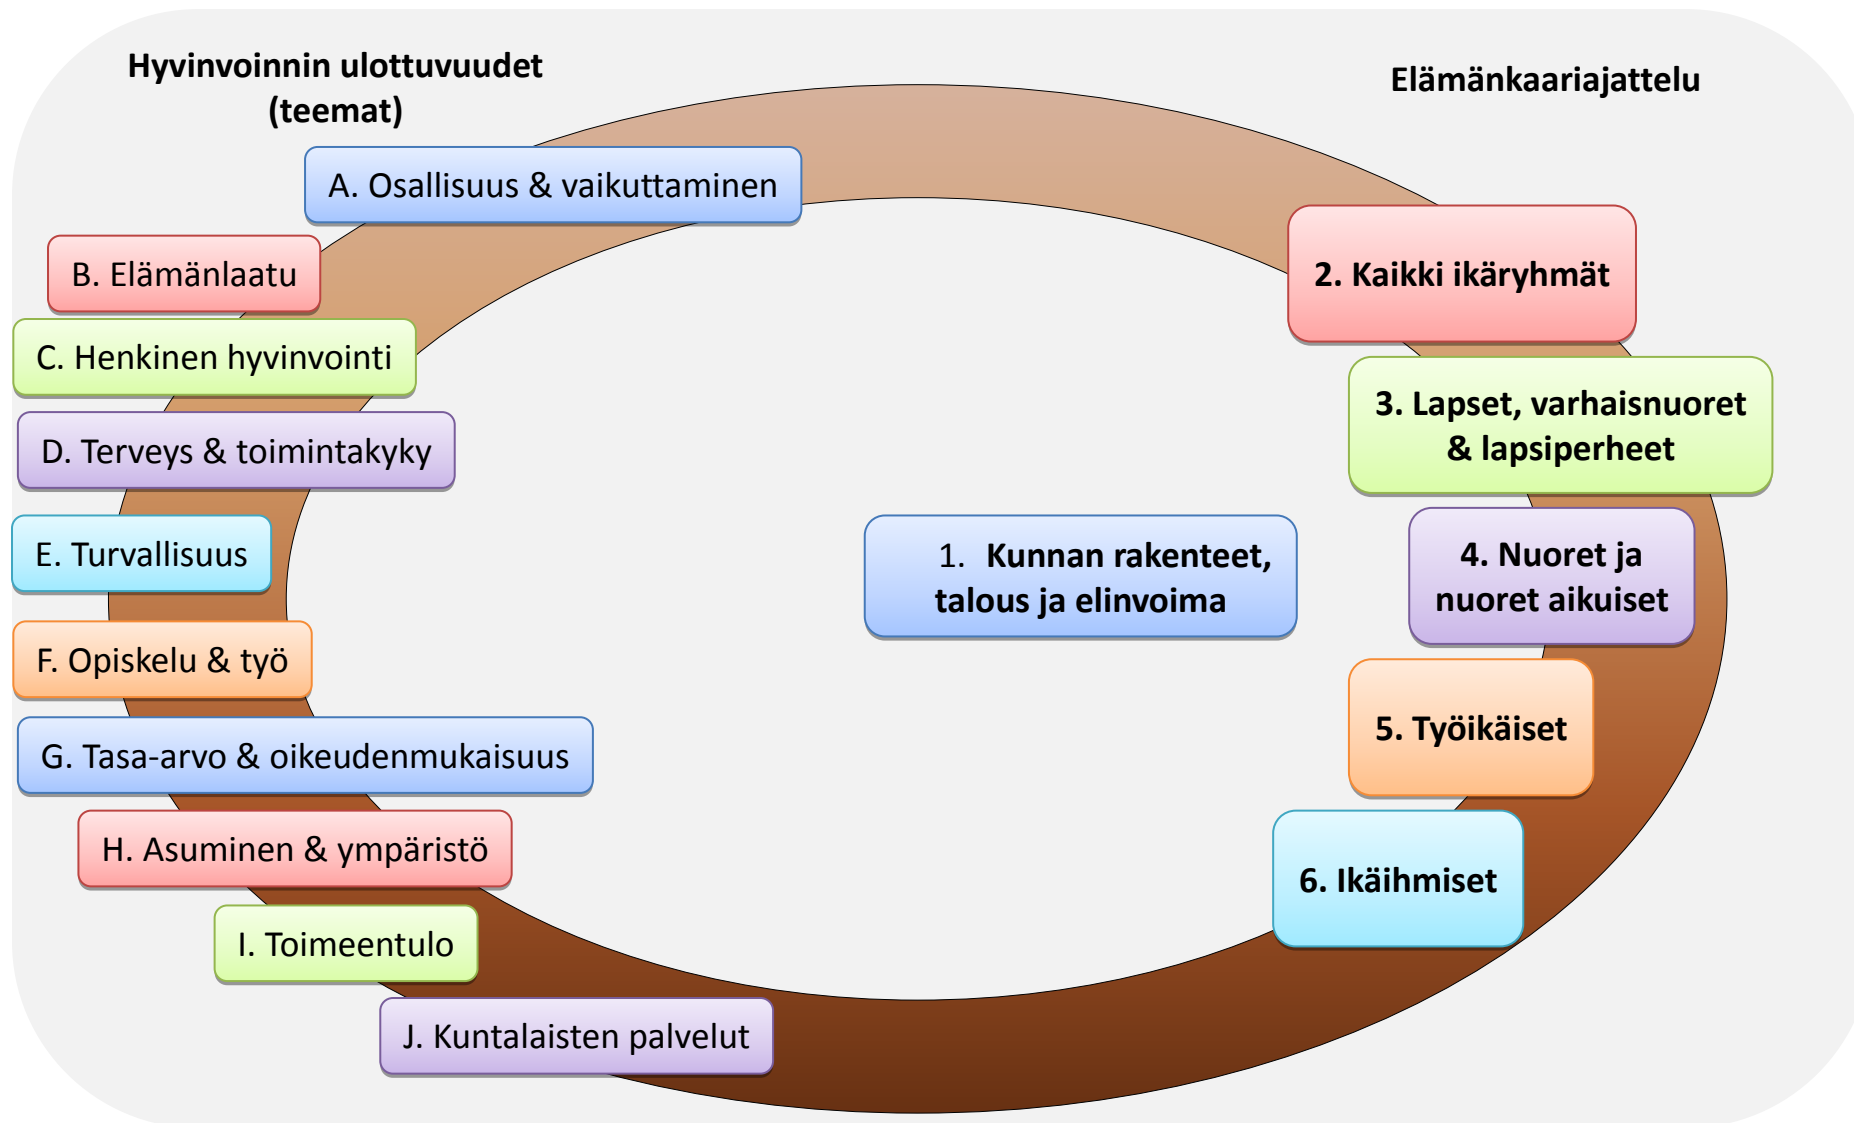 Hyvinvoinnin ulottuvuudet
(teemat)
A. Osallisuus & vaikuttaminen
B. Elämänlaatu
C. Henkinen hyvinvointi
D. Terveys & toimintakyky
E. Turvallisuus
F. Opiskelu & työ
G. Tasa-arvo & oikeudenmukaisuus
H. Asuminen & ympäristö
I. Toimeentulo
J. Kuntalaisten palvelut
1. Kunnan rakenteet,
talous ja elinvoima
Elämänkaariajattelu
2. Kaikki ikäryhmät
3. Lapset, varhaisnuoret
& lapsiperheet
4. Nuoret ja
nuoret aikuiset
5. Työikäiset
6. Ikäihmiset